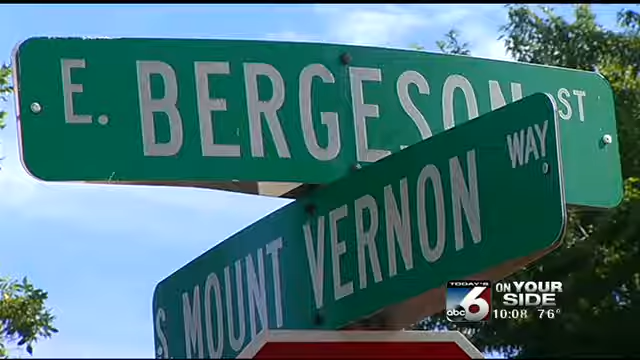 E. BERGESON ST
S. MOUNT VERNON WAY
TODAY'S
abc 6
ON YOUR
SIDE
10:08 76°